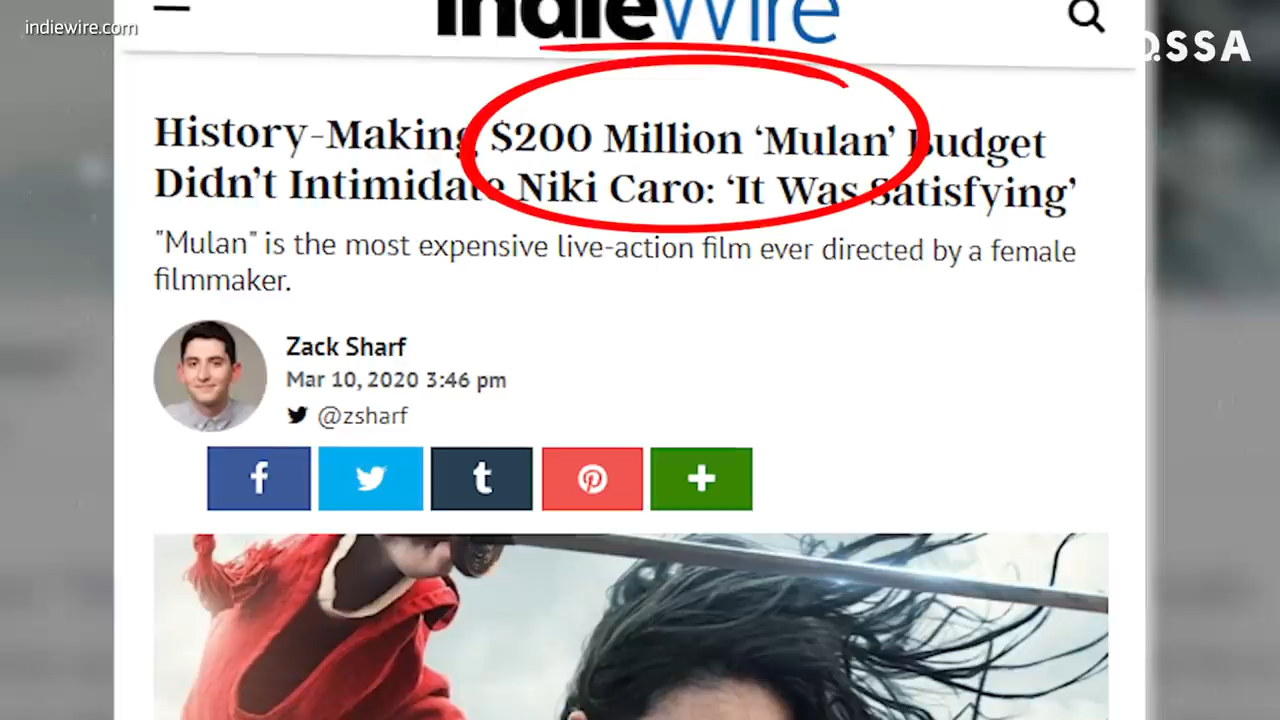 indiewire.com
IndieWire
QSSA
History-Making $200 Million ‘Mulan’ Budget
Didn’t Intimidate Niki Caro: ‘It Was Satisfying’
"Mulan" is the most expensive live-action film ever directed by a female
filmmaker.
Zack Sharf
Mar 10, 2020 3:46 pm
@zsharf